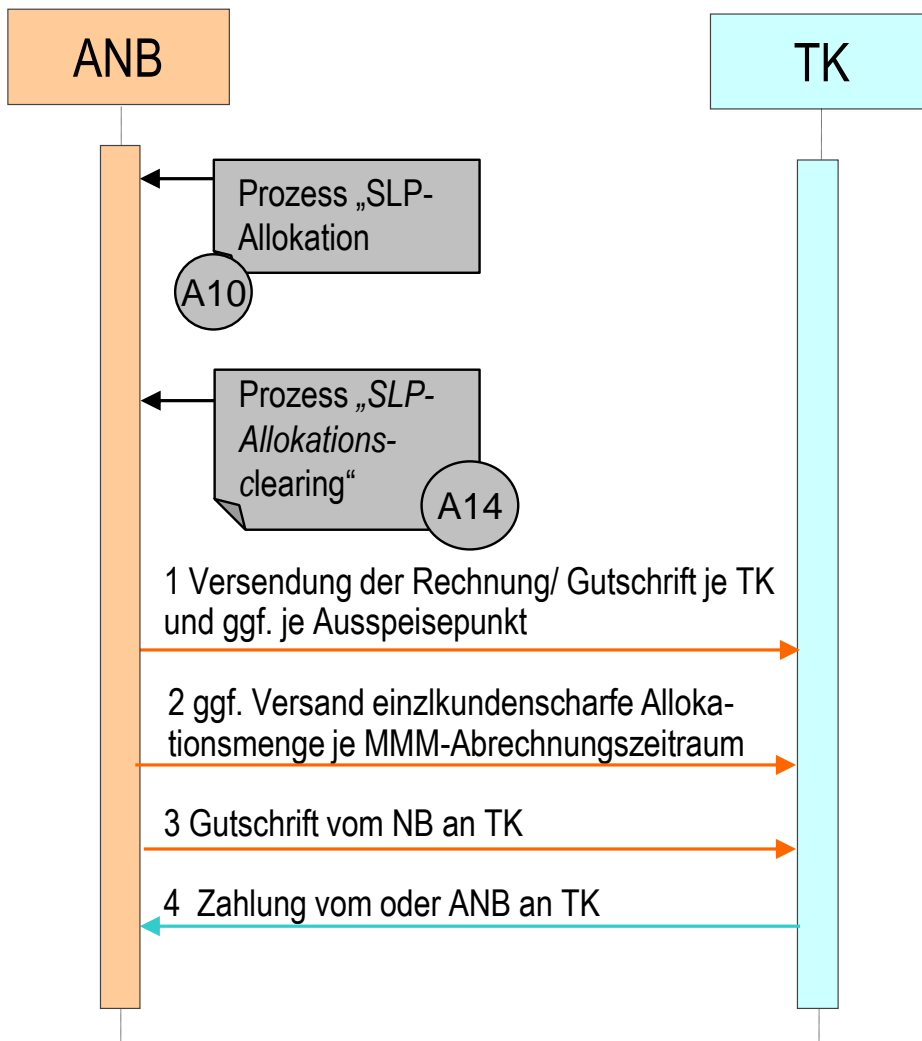 ANB
TK
Prozess „SLP-
Allokation
A10
Prozess „SLP-
Allokations-
clearing“
A14
1 Versendung der Rechnung/ Gutschrift je TK
und ggf. je Ausspeisepunkt
2 ggf. Versand einzlkundenscharfe Alloka-
tionsmenge je MMM-Abrechnungszeitraum
3 Gutschrift vom NB an TK
4 Zahlung vom oder ANB an TK